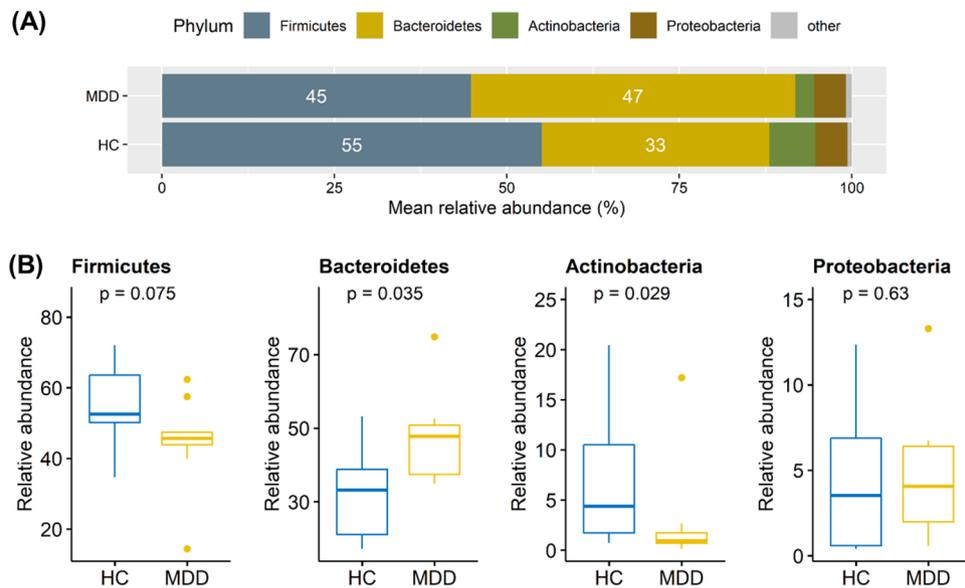 (A)
Phylum Firmicutes Bacteroidetes Actinobacteria Proteobacteria other
MDD 45 47
HC 55 33
0 25 50 75 100
Mean relative abundance (%)
(B)
Firmicutes
p = 0.075
Relative abundance
80
60
40
20
HC MDD
Bacteroidetes
p = 0.035
Relative abundance
70
50
30
HC MDD
Actinobacteria
p = 0.029
Relative abundance
25
20
15
10
5
0
HC MDD
Proteobacteria
p = 0.63
Relative abundance
15
10
5
0
HC MDD